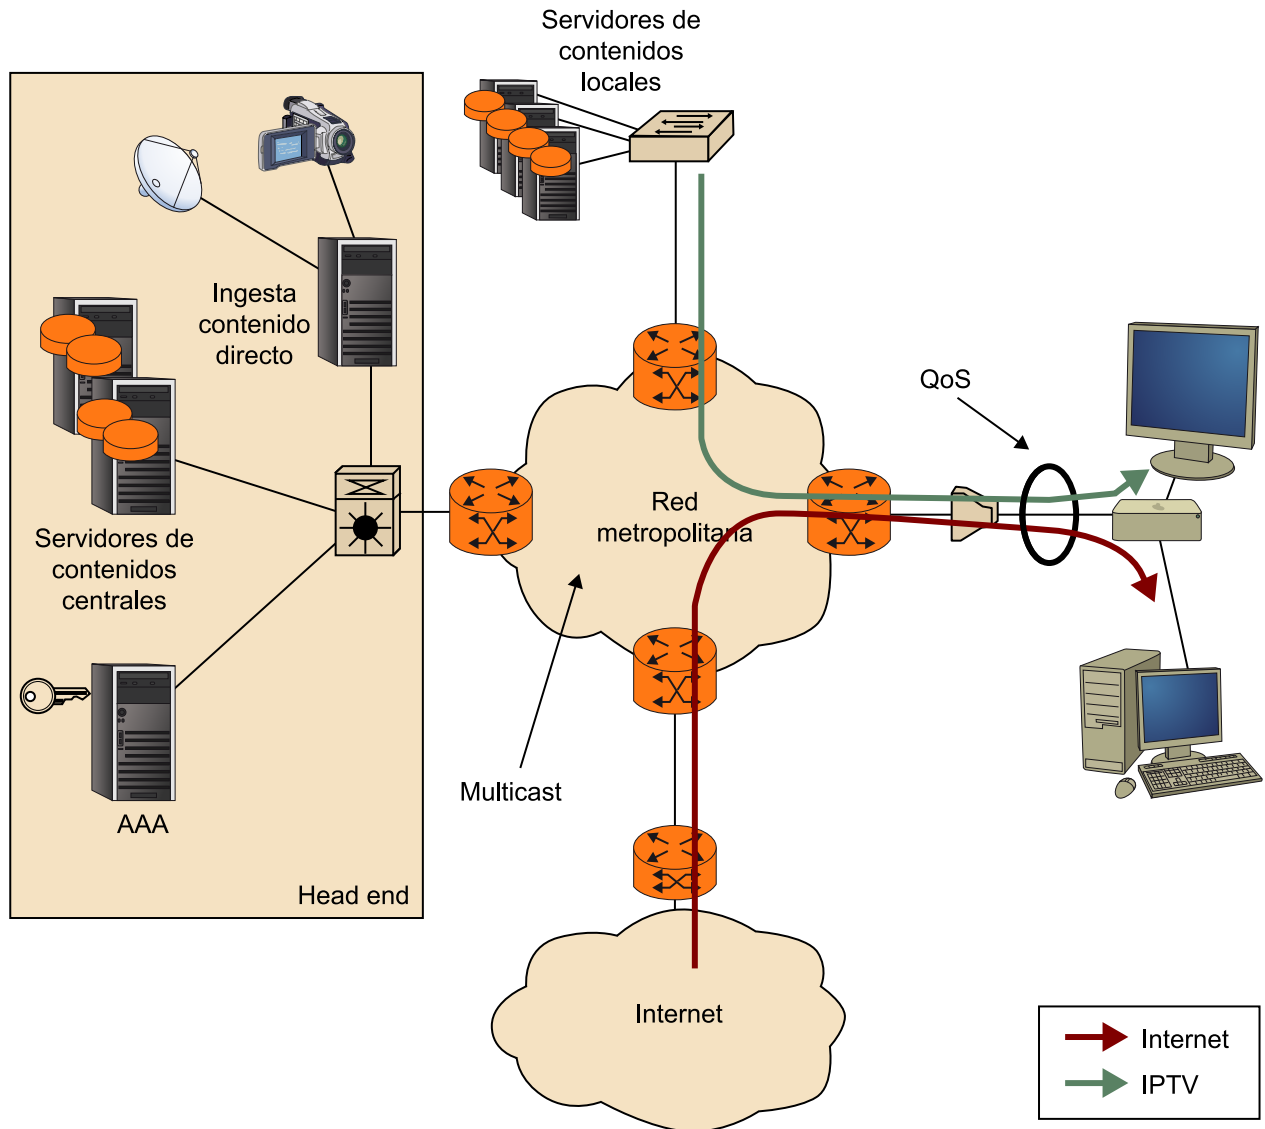 Servidores de
contenidos
locales
Ingesta
contenido
directo
Servidores de
contenidos
centrales
AAA
Head end
QoS
Red
metropolitana
Multicast
Internet
Internet
IPTV